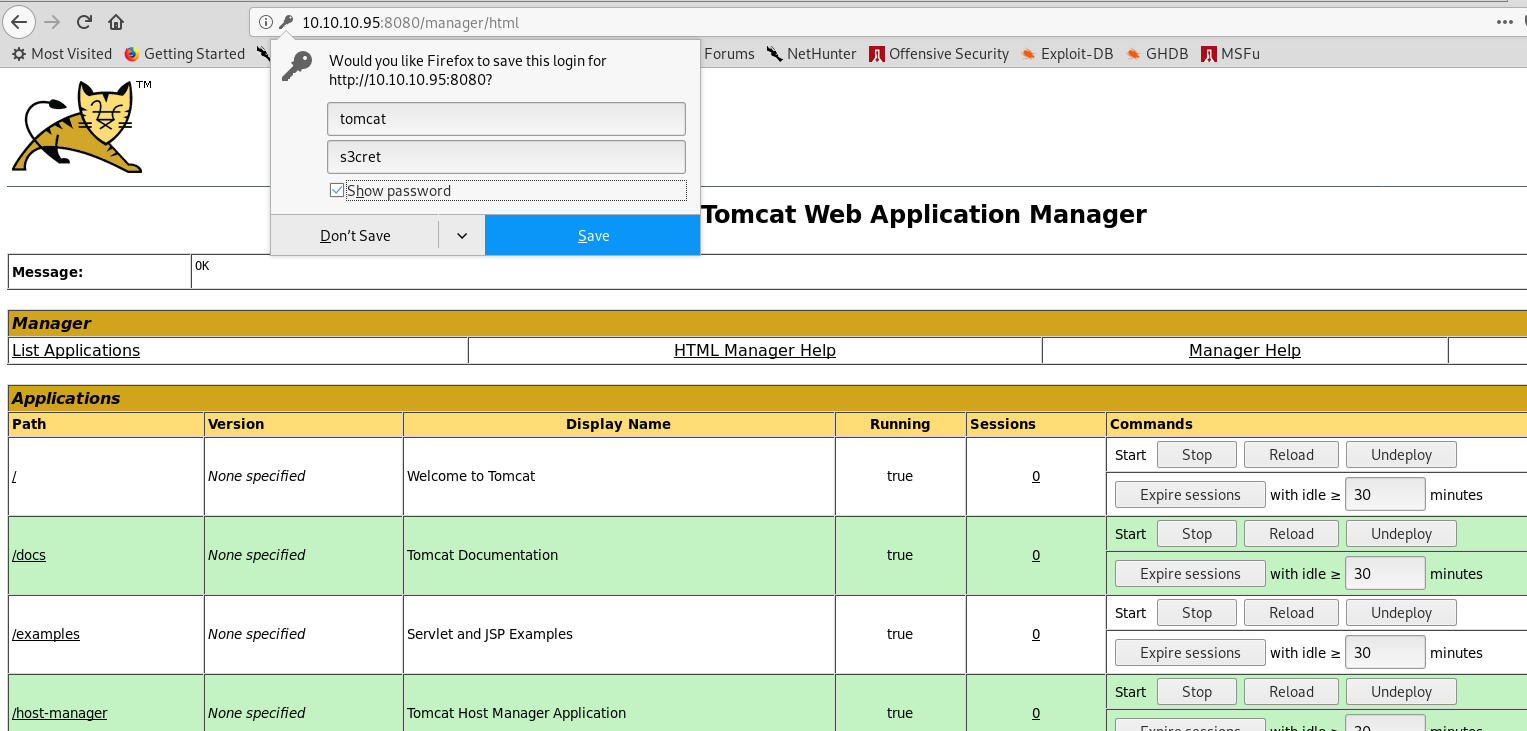 10.10.10.95:8080/manager/html
Most Visited Getting Started Forums NetHunter Offensive Security Exploit-DB GHDB MSFu
Would you like Firefox to save this login for
http://10.10.10.95:8080?
tomcat
s3cret
Show password
Don't Save Save
TM
Tomcat Web Application Manager
Message: OK
Manager
List Applications HTML Manager Help Manager Help
Applications
Path Version Display Name Running Sessions Commands
/ None specified Welcome to Tomcat true 0 Start Stop Reload Undeploy
Expire sessions with idle ≥ 30 minutes
/docs None specified Tomcat Documentation true 0 Start Stop Reload Undeploy
Expire sessions with idle ≥ 30 minutes
/examples None specified Servlet and JSP Examples true 0 Start Stop Reload Undeploy
Expire sessions with idle ≥ 30 minutes
/host-manager None specified Tomcat Host Manager Application true 0 Start Stop Reload Undeploy
Expire sessions with idle ≥ 30 minutes